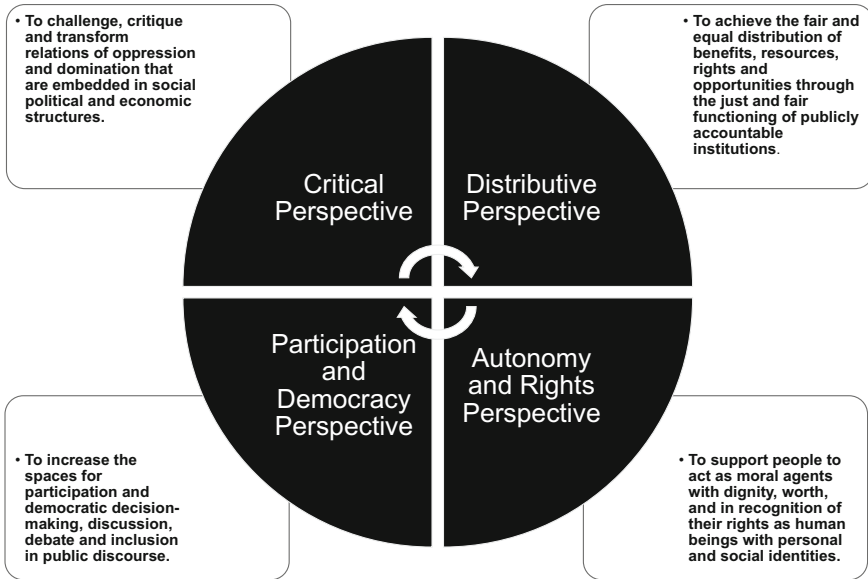 • To challenge, critique
and transform
relations of oppression
and domination that
are embedded in social
political and economic
structures.
• To achieve the fair and
equal distribution of
benefits, resources,
rights and
opportunities through
the just and fair
functioning of publicly
accountable
institutions.
Critical
Perspective
Distributive
Perspective
Participation
and
Democracy
Perspective
Autonomy
and Rights
Perspective
• To increase the
spaces for
participation and
democratic decision-
making, discussion,
debate and inclusion
in public discourse.
• To support people to
act as moral agents
with dignity, worth,
and in recognition of
their rights as human
beings with personal
and social identities.